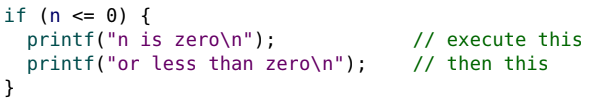 if (n <= 0) {
  printf("n is zero\n");            // execute this
  printf("or less than zero\n");    // then this
}